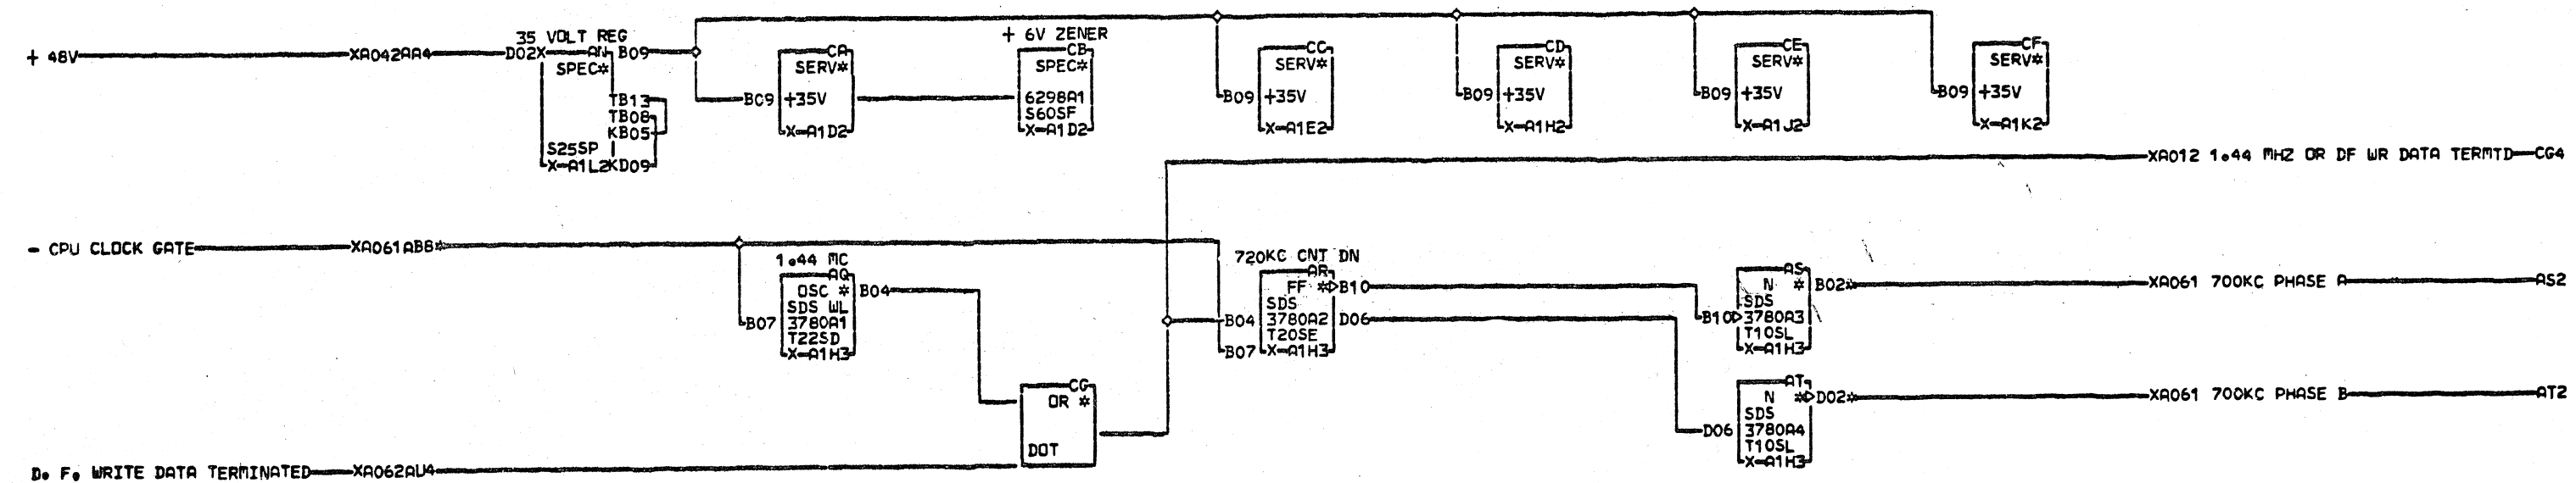 35 VOLT REG
+ 48V XA042AA4 D02X AN B09
SPEC*
TB13
TB08
KB05
S25SP
X-A1L2KD09
CA
SERV*
B09 +35V
X-A1D2
+ 6V ZENER
CB
SPEC*
6298A1
S60SF
X-A1D2
CC
SERV*
B09 +35V
X-A1E2
CD
SERV*
B09 +35V
X-A1H2
CE
SERV*
B09 +35V
X-A1J2
CF
SERV*
B09 +35V
X-A1K2
XA012 1.44 MHZ OR DF WR DATA TERMTD CG4
- CPU CLOCK GATE XA061AB8*
1.44 MC
AQ
OSC * B04
SDS WL
B07 3780A1
T22SD
X-A1H3
720KC CNT DN
AR
FF * B10
SDS
B04 3780A2 D06
T20SE
B07 X-A1H3
AS
N * B02*
SDS
B10 3780A3
T10SL
X-A1H3
XA061 700KC PHASE A AS2
AT
N * D02*
SDS
D06 3780A4
T10SL
X-A1H3
XA061 700KC PHASE B AT2
CG
OR *
DOT
D. F. WRITE DATA TERMINATED XA062AU4